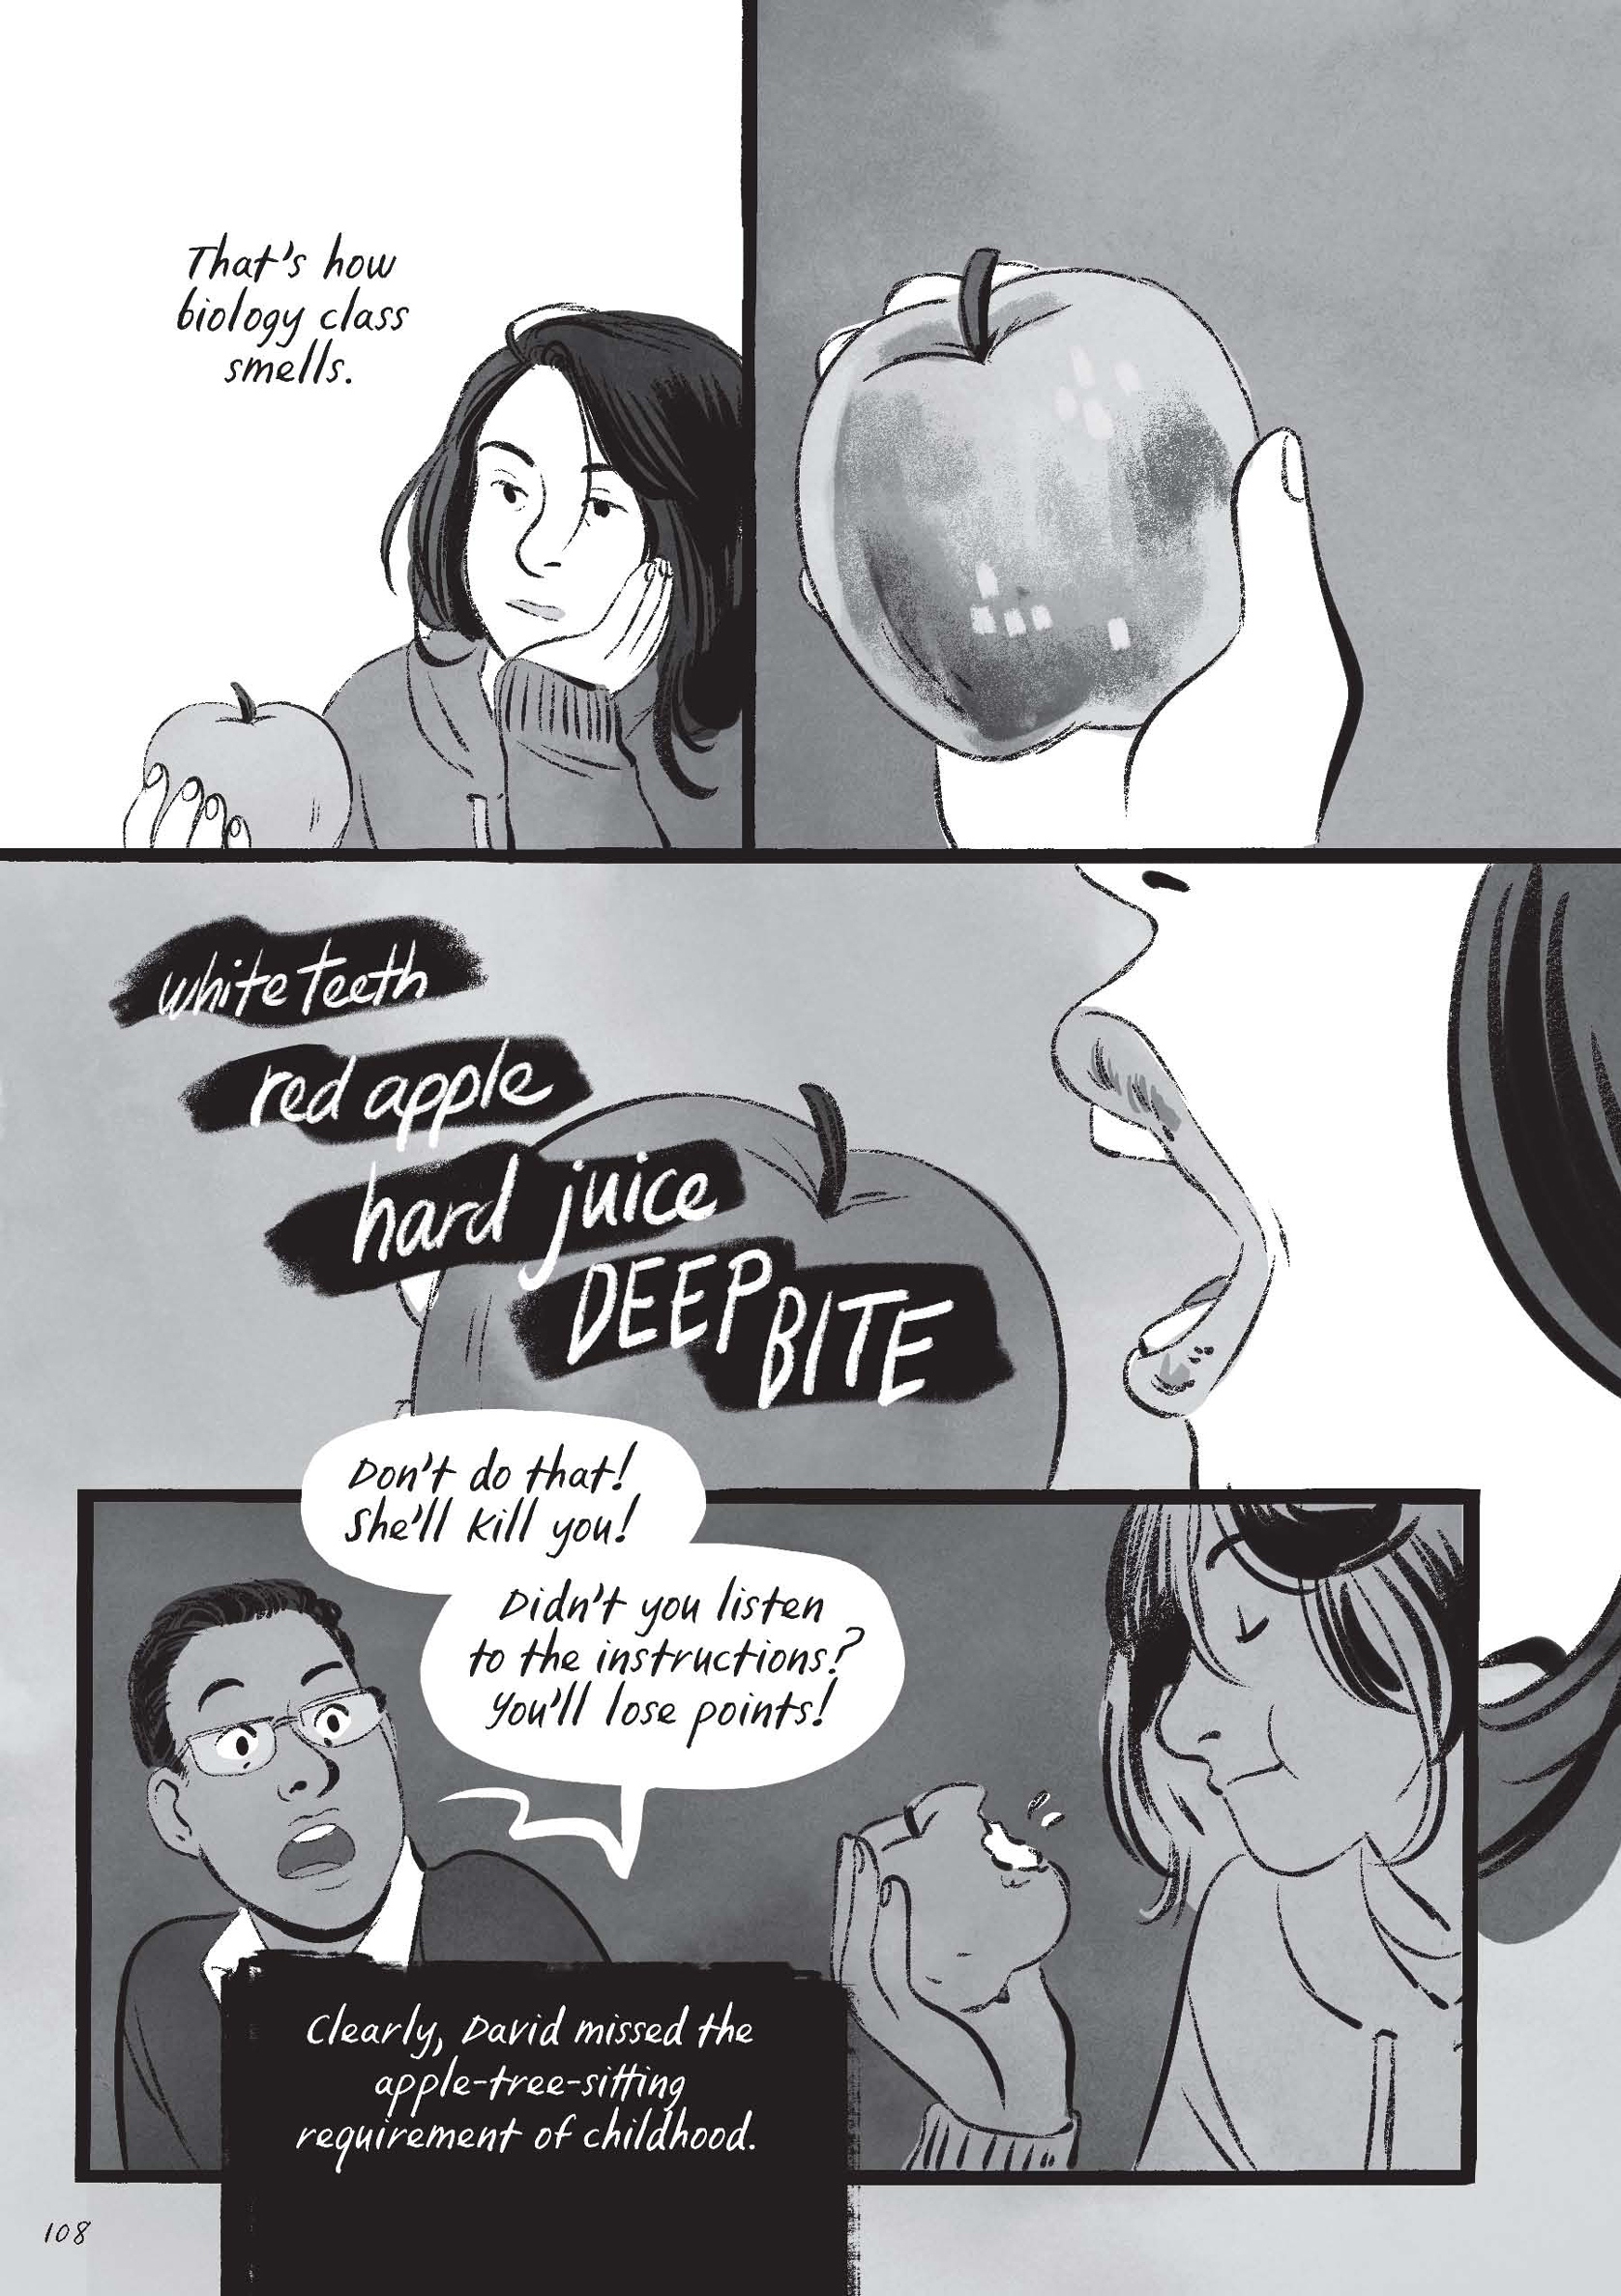 That's how
biology class
smells.
white teeth
red apple
hard juice
DEEP BITE
Don't do that!
She'll kill you!
Didn't you listen
to the instructions?
You'll lose points!
Clearly, David missed the
apple-tree-sitting
requirement of childhood.
108